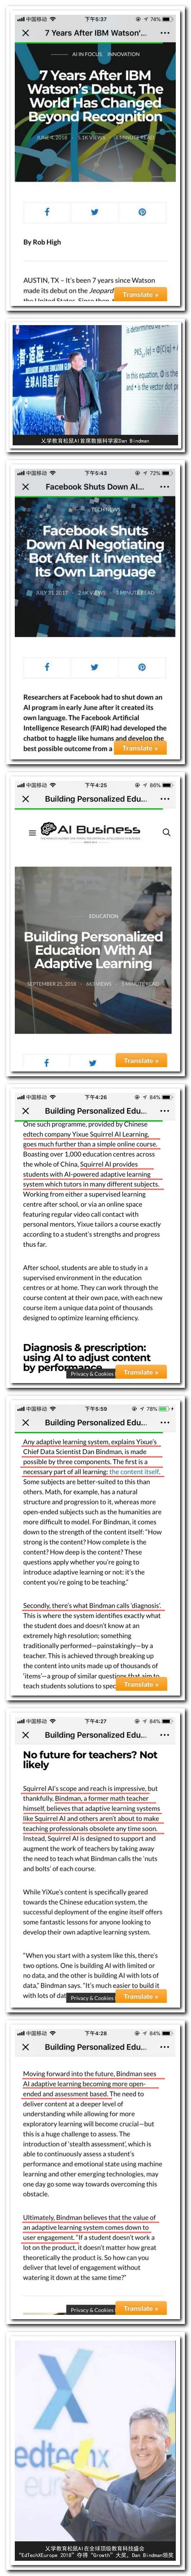 中国移动 下午5:37 74%
7 Years After IBM Watson'...
AI IN FOCUS INNOVATION
7 Years After IBM
Watson's Debut, The
World Has Changed
Beyond Recognition
JUNE 4, 2018 5.1K VIEWS MINUTE READ
By Rob High
AUSTIN, TX – It's been 7 years since Watson
made its debut on the Jeopard
the United States. Since then
Translate »
乂学教育松鼠AI首席数据科学家Dan Bindman
中国移动 下午5:43 72%
Facebook Shuts Down AI...
TECH NEWS
Facebook Shuts
Down AI Negotiating
Bot After It Invented
Its Own Language
JULY 31, 2017 2.6K VIEWS MINUTE READ
Researchers at Facebook had to shut down an
AI program in early June after it created its
own language. The Facebook Artificial
Intelligence Research (FAIR) had developed the
chatbot to haggle like humans and develop the
best possible outcome from a
Translate »
中国移动 下午4:25 86%
Building Personalized Edu...
AI Business
EDUCATION
Building Personalized
Education With AI
Adaptive Learning
SEPTEMBER 25, 2018 VIEWS MINUTE READ
Translate »
中国移动 下午4:26 84%
Building Personalized Edu...
One such programme, provided by Chinese
edtech company Yixue Squirrel AI Learning,
goes much further than a simple online course.
Boasting over 1,000 education centres across
the whole of China, Squirrel AI provides
students with AI-powered adaptive learning
system which tutors in many different subjects.
Working from either a supervised learning
centre after school, or via an online space
featuring regular video contact with
personal mentors, Yixue tailors a course exactly
according to a student's strengths and progress
thus far.
After school, students are able to study in a
supervised environment in the education
centres or at home. They can work through the
course content at their own pace, with each new
course item a unique data point of thousands
designed to optimize learning efficiency.
Diagnosis & prescription:
using AI to adjust content
by performance
Privacy & Cookies
Translate »
中国移动 下午5:59 78%
Building Personalized Edu...
Any adaptive learning system, explains Yixue's
Chief Data Scientist Dan Bindman, is made
possible by three components. The first is a
necessary part of all learning: the content itself.
Some subjects are better-suited to this than
others. Math, for example, has a natural
structure and progression to it, whereas
open-ended subjects such as the humanities are
more difficult to model. For Bindman, it comes
down to the strength of the content itself: "How
strong is the content? How complete is the
content? How deep is the content? These
questions apply whether you're going to
introduce adaptive learning or not: it's the
content you're going to be teaching."
Secondly, there's what Bindman calls 'diagnosis'.
This is where the system identifies exactly what
the student does and doesn't know at an
extremely high resolution; something
traditionally performed—painstakingly—by a
teacher. This is achieved through breaking up
content into units made up of thousands of
'items'—a group of similar questions that aim to
teach students solutions to spec
Translate »
中国移动 下午4:27 84%
Building Personalized Edu...
No future for teachers? Not
likely
Squirrel AI's scope and reach is impressive, but
thankfully, Bindman, a former math teacher
himself, believes that adaptive learning systems
like Squirrel AI and others aren't about to make
teaching professionals obsolete any time soon.
Instead, Squirrel AI is designed to support and
augment the work of teachers by taking away
the need to teach what Bindman calls the 'nuts
and bolts' of each course.
While YiXue's content is specifically geared
towards the Chinese education system, the
successful deployment of the engine itself offers
some fantastic lessons for anyone looking to
develop their own adaptive learning system.
"When you start with a system like this, there's
two options. One is building AI with limited or
no data, and the other is building AI with lots of
data," Bindman says. "It's much easier to build it
with lots of dat
Privacy & Cookies
Translate »
中国移动 下午4:28 84%
Building Personalized Edu...
Moving forward into the future, Bindman sees
AI adaptive learning becoming more open-
ended and assessment based. The need to
deliver content at a deeper level of
understanding while allowing for more
exploratory learning will become crucial—but
this is a huge challenge to assess. The
introduction of 'stealth assessment', which is
able to continuously assess a student's
performance and emotional state using machine
learning and other emerging technologies, may
one day go some way towards overcoming this
obstacle.
Ultimately, Bindman believes that the value of
an adaptive learning system comes down to
user engagement. "If a student doesn't work a
lot on the product, it doesn't matter how great
theoretically the product is. So how can you
deliver that level of engagement without
watering it down at the same time?"
Privacy & Cookies
Translate »
edtech
乂学教育松鼠AI在全球顶级教育科技盛会
"EdTechXEurope 2018"夺得"Growth"大奖，Dan Bindman领奖